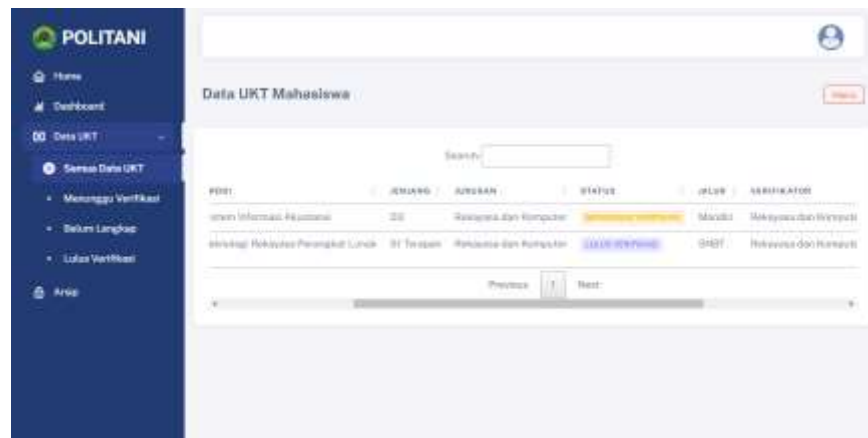 POLITANI
Home
Dashboard
Data UKT
Semua Data UKT
Menunggu Verifikasi
Belum Lengkap
Lulus Verifikasi
Arsip
Data UKT Mahasiswa
Search:
PRODI JENJANG JURUSAN STATUS JALUR VERIFIKATOR
Informasi D3 Rekayasa dan Komputer Mandiri Rekayasa dan Komputer
Rekayasa Perangkat Lunak D4 Terapan Rekayasa dan Komputer LULUS VERIFIKASI SNBT Rekayasa dan Komputer
Previous 1 Next